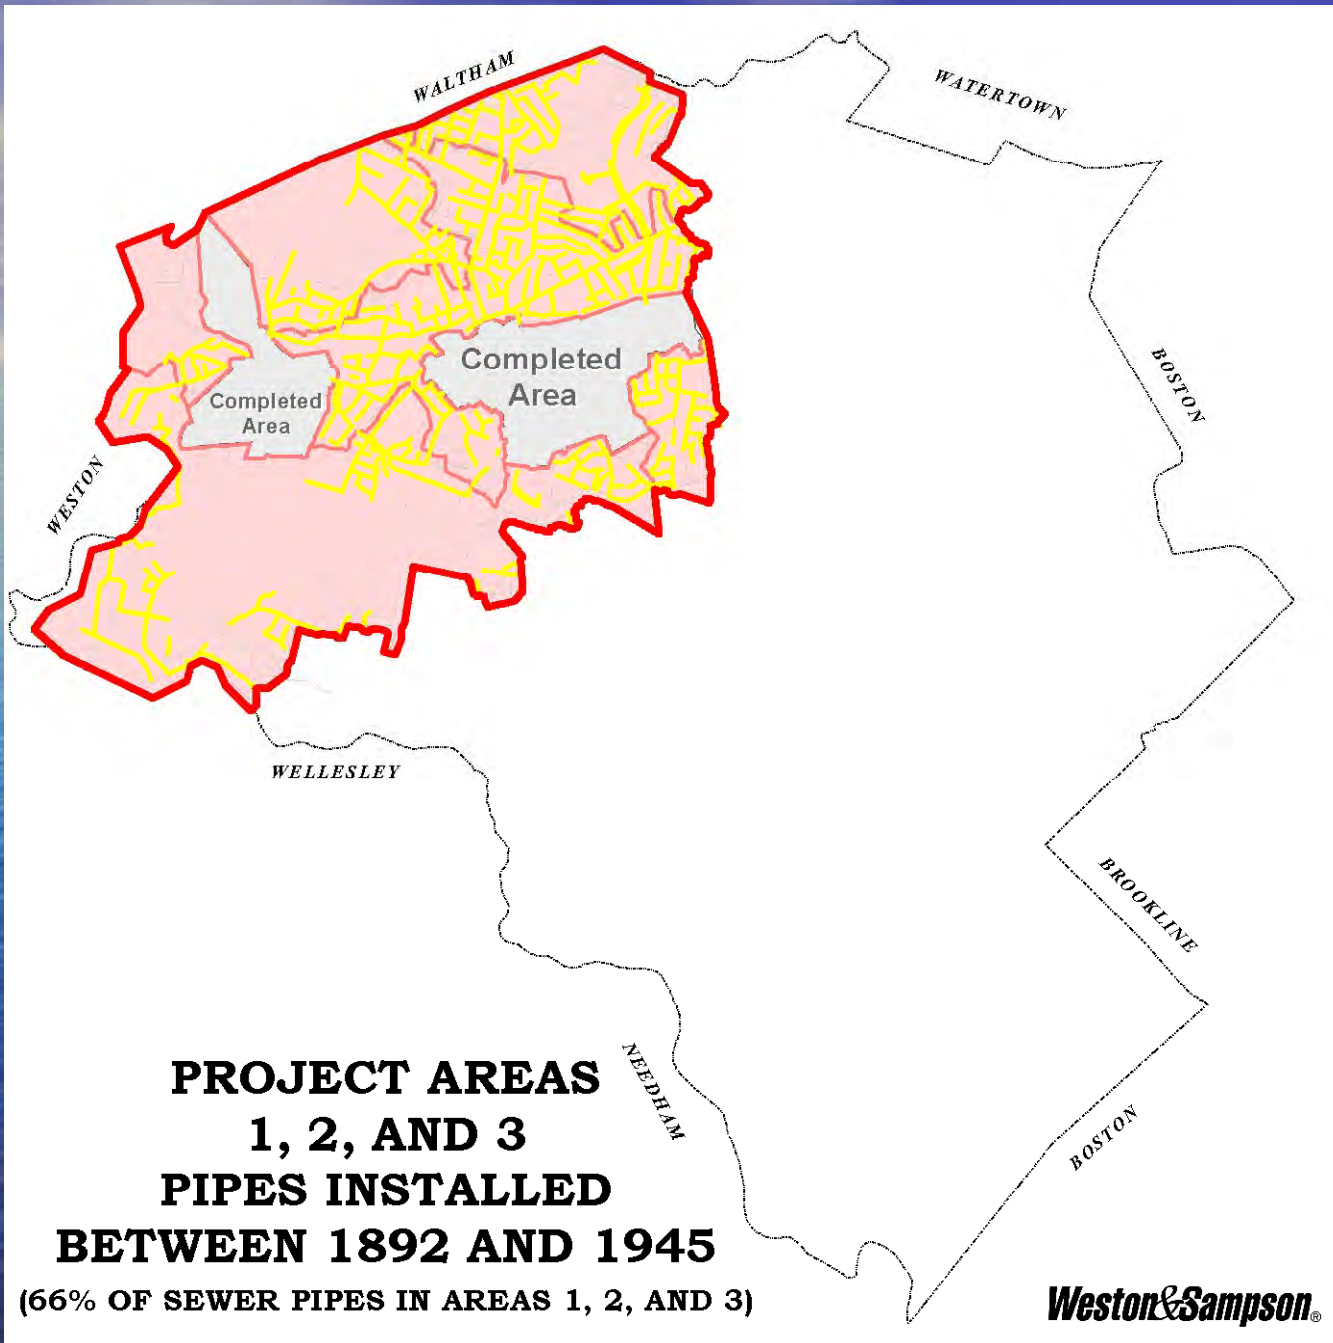 WALTHAM
WATERTOWN
BOSTON
Completed
Area
Completed
Area
WESTON
WELLESLEY
BROOKLINE
NEEDHAM
BOSTON
PROJECT AREAS
1, 2, AND 3
PIPES INSTALLED
BETWEEN 1892 AND 1945
(66% OF SEWER PIPES IN AREAS 1, 2, AND 3)
Weston&Sampson®